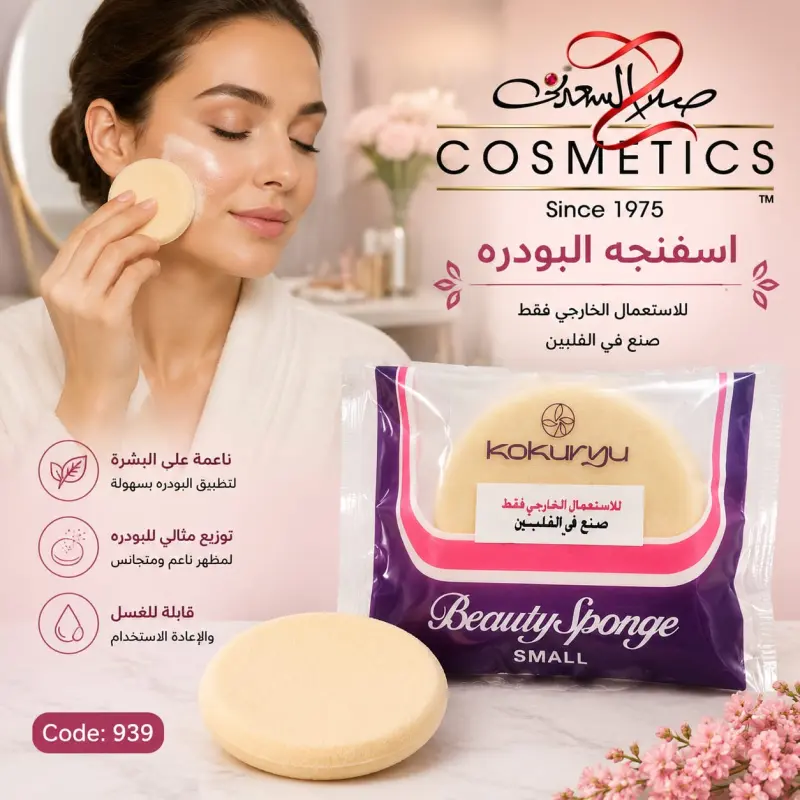 صلاح السعدي
COSMETICS
TM
Since 1975
اسفنجه البودره
للاستعمال الخارجي فقط
صنع في الفلبين
ناعمة على البشرة
لتطبيق البودره بسهولة
توزيع مثالي للبودره
لمظهر ناعم ومتجانس
قابلة للغسل
والإعادة الاستخدام
kokuryu
للاستعمال الخارجي فقط
صنع في الفلبين
Beauty Sponge
SMALL
Code: 939